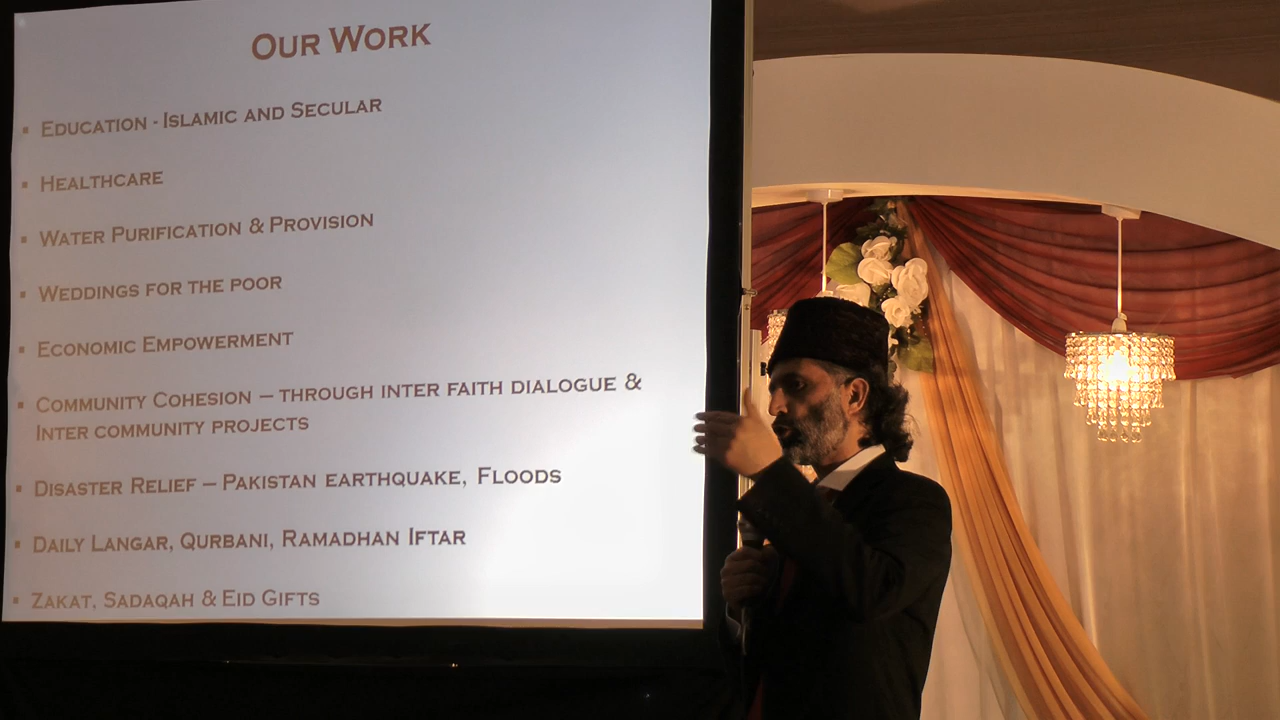 Our Work
▪ Education - Islamic and Secular
▪ Healthcare
▪ Water Purification & Provision
▪ Weddings for the poor
▪ Economic Empowerment
▪ Community Cohesion – through inter faith dialogue &
Inter community projects
▪ Disaster Relief – Pakistan earthquake, Floods
▪ Daily Langar, Qurbani, Ramadhan Iftar
▪ Zakat, Sadaqah & Eid Gifts